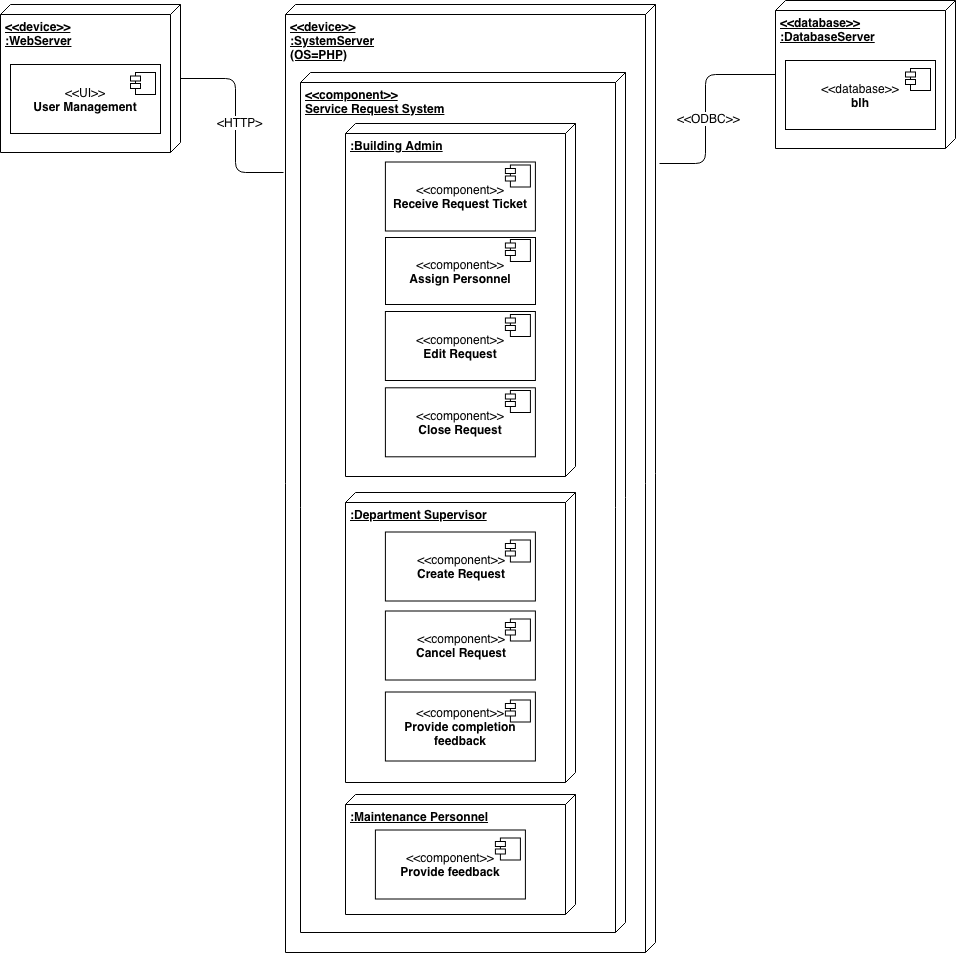 <<device>>
:WebServer
<<UI>>
User Management
<HTTP>
<<device>>
:SystemServer
(OS=PHP)
<<component>>
Service Request System
:Building Admin
<<component>>
Receive Request Ticket
<<component>>
Assign Personnel
<<component>>
Edit Request
<<component>>
Close Request
:Department Supervisor
<<component>>
Create Request
<<component>>
Cancel Request
<<component>>
Provide completion
feedback
:Maintenance Personnel
<<component>>
Provide feedback
<<ODBC>>
<<database>>
:DatabaseServer
<<database>>
blh